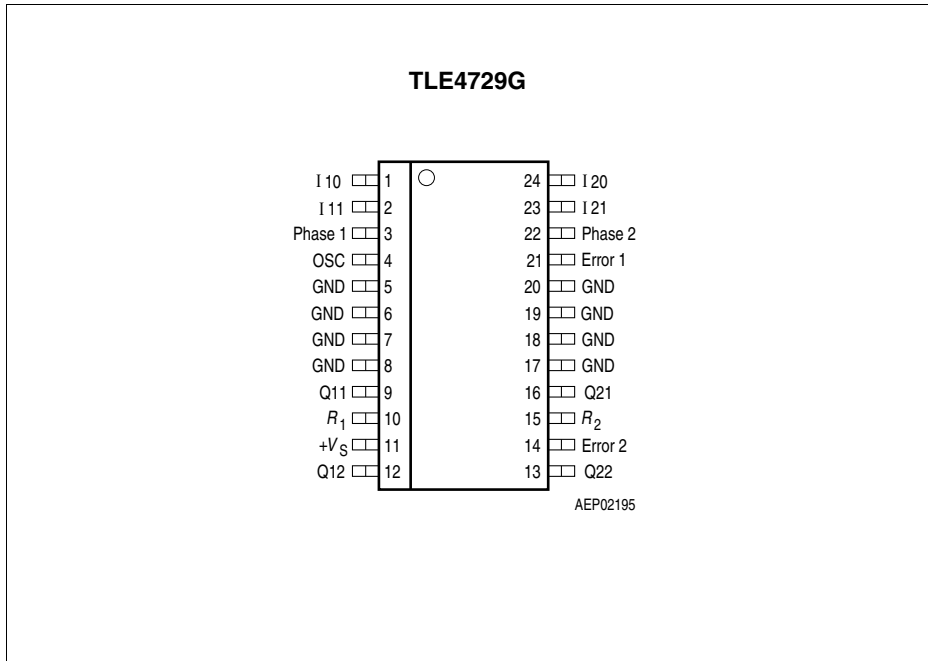 TLE4729G
I 10 1 24 I 20
I 11 2 23 I 21
Phase 1 3 22 Phase 2
OSC 4 21 Error 1
GND 5 20 GND
GND 6 19 GND
GND 7 18 GND
GND 8 17 GND
Q11 9 16 Q21
R1 10 15 R2
+VS 11 14 Error 2
Q12 12 13 Q22
AEP02195